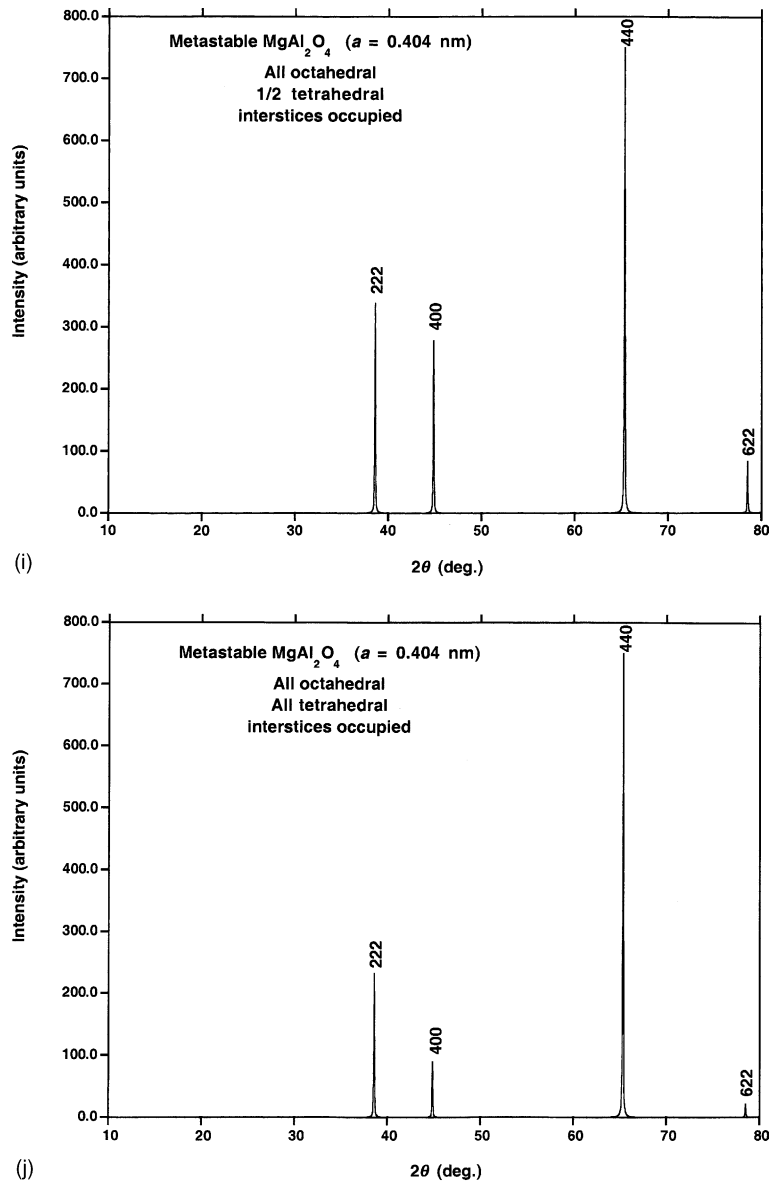 800.0
700.0
600.0
500.0
400.0
300.0
200.0
100.0
0.0
Intensity (arbitrary units)
Metastable MgAl₂O₄ (a = 0.404 nm)
All octahedral
1/2 tetrahedral
interstices occupied
222
400
440
622
10 20 30 40 50 60 70 80
2θ (deg.)
(i)
800.0
700.0
600.0
500.0
400.0
300.0
200.0
100.0
0.0
Intensity (arbitrary units)
Metastable MgAl₂O₄ (a = 0.404 nm)
All octahedral
All tetrahedral
interstices occupied
222
400
440
622
10 20 30 40 50 60 70 80
2θ (deg.)
(j)